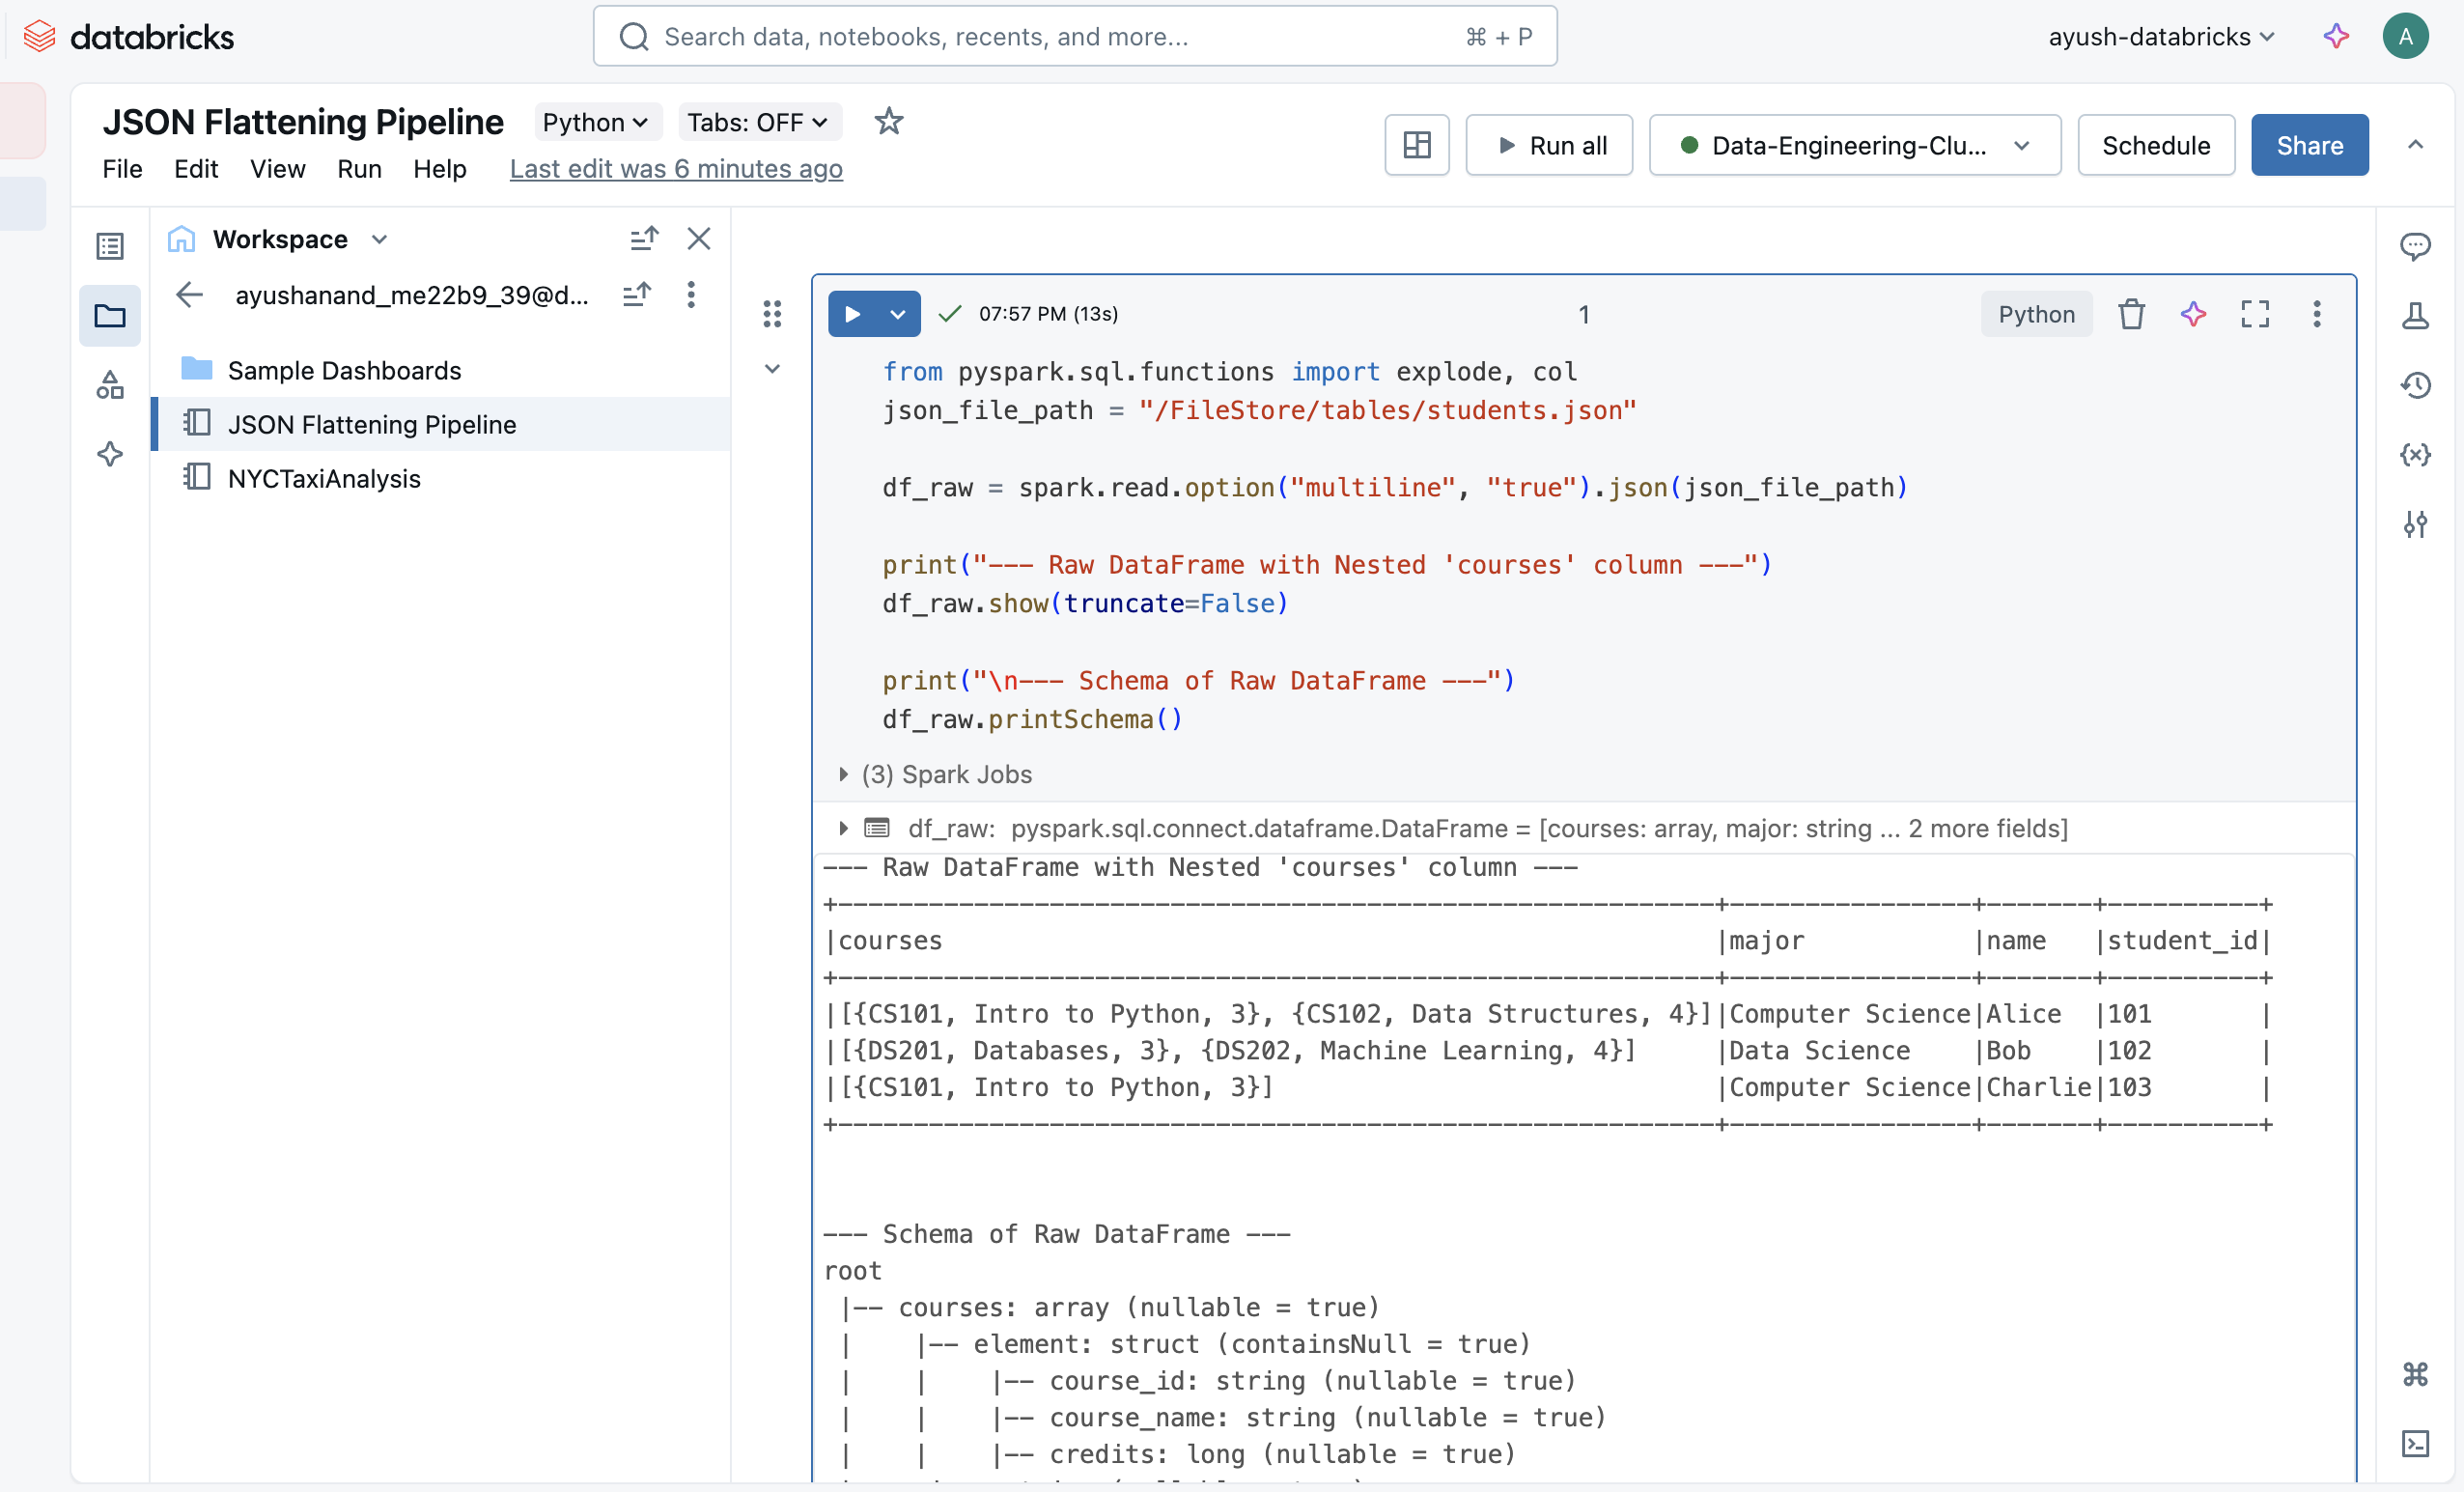 databricks
Search data, notebooks, recents, and more...
⌘ + P
ayush-databricks
A
JSON Flattening Pipeline
Python
Tabs: OFF
File Edit View Run Help Last edit was 6 minutes ago
Run all
Data-Engineering-Clu...
Schedule
Share
Workspace
ayushanand_me22b9_39@d...
Sample Dashboards
JSON Flattening Pipeline
NYCTaxiAnalysis
07:57 PM (13s)
1
Python
from pyspark.sql.functions import explode, col
json_file_path = "/FileStore/tables/students.json"
df_raw = spark.read.option("multiline", "true").json(json_file_path)
print("--- Raw DataFrame with Nested 'courses' column ---")
df_raw.show(truncate=False)
print("\n--- Schema of Raw DataFrame ---")
df_raw.printSchema()
(3) Spark Jobs
df_raw: pyspark.sql.connect.dataframe.DataFrame = [courses: array, major: string ... 2 more fields]
--- Raw DataFrame with Nested 'courses' column ---
+----------------------------------------------------------+----------------+-------+----------+
|courses                                                   |major           |name   |student_id|
+----------------------------------------------------------+----------------+-------+----------+
|[{CS101, Intro to Python, 3}, {CS102, Data Structures, 4}]|Computer Science|Alice  |101       |
|[{DS201, Databases, 3}, {DS202, Machine Learning, 4}]     |Data Science    |Bob    |102       |
|[{CS101, Intro to Python, 3}]                             |Computer Science|Charlie|103       |
+----------------------------------------------------------+----------------+-------+----------+
--- Schema of Raw DataFrame ---
root
 |-- courses: array (nullable = true)
 |    |-- element: struct (containsNull = true)
 |    |    |-- course_id: string (nullable = true)
 |    |    |-- course_name: string (nullable = true)
 |    |    |-- credits: long (nullable = true)